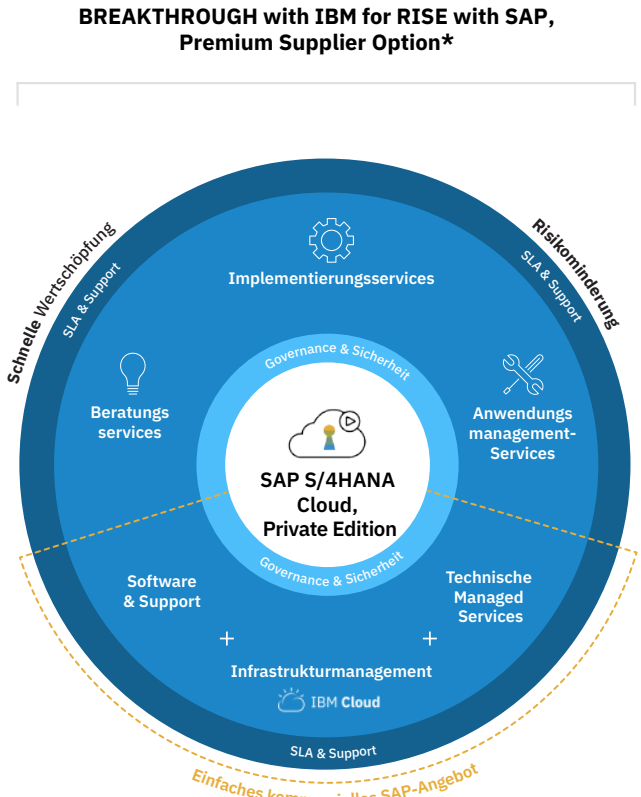 BREAKTHROUGH with IBM for RISE with SAP,
Premium Supplier Option*
Schnelle Wertschöpfung
SLA & Support
Risikominderung
SLA & Support
Implementierungsservices
Governance & Sicherheit
Beratungs
services
Anwendungs
management-
Services
SAP S/4HANA
Cloud,
Private Edition
Governance & Sicherheit
Software
& Support
Technische
Managed
Services
+
+
Infrastrukturmanagement
IBM Cloud
SLA & Support
Einfaches kommerzielles SAP-Angebot